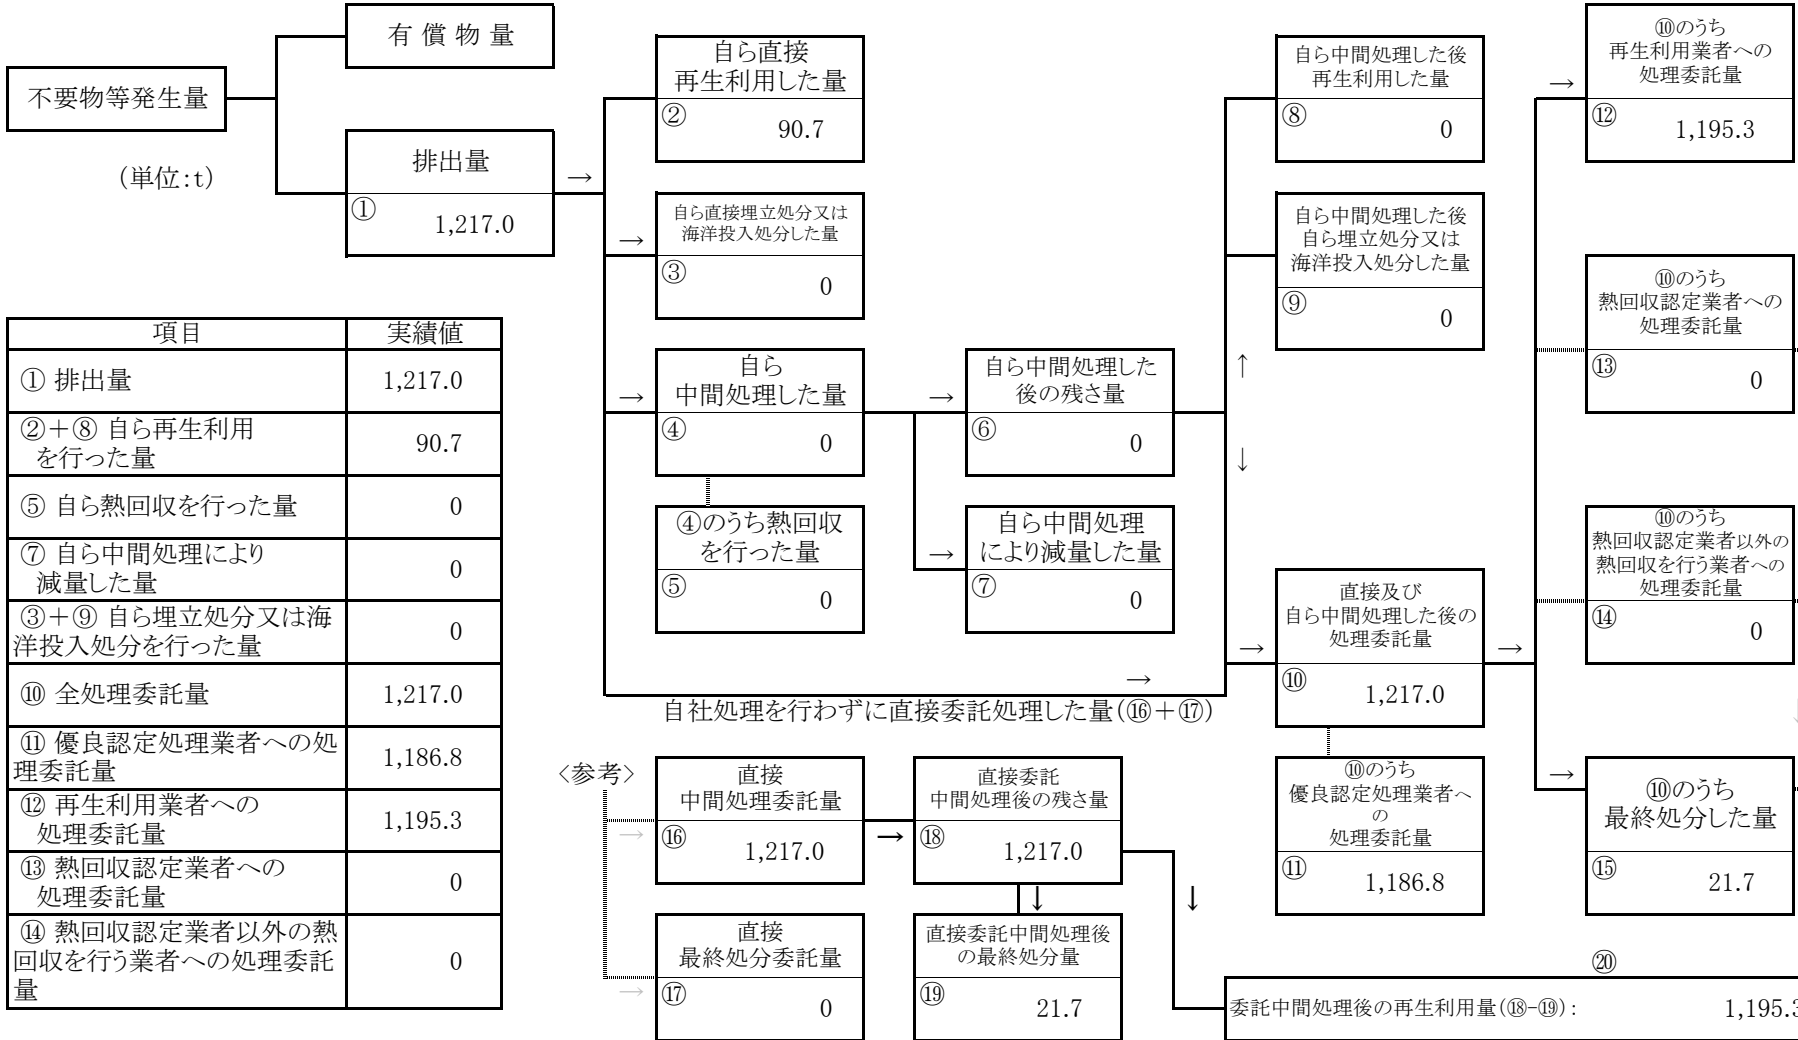 有償物量
不要物等発生量
(単位:t)
排出量
①
1,217.0
→
自ら直接
再生利用した量
②
90.7
→
自ら直接埋立処分又は
海洋投入処分した量
③
0
→
自ら
中間処理した量
④
0
④のうち熱回収
を行った量
⑤
0
→
自ら中間処理した
後の残さ量
⑥
0
→
自ら中間処理
により減量した量
⑦
0
自ら中間処理した後
再生利用した量
⑧
0
自ら中間処理した後
自ら埋立処分又は
海洋投入処分した量
⑨
0
↑
↓
→
直接及び
自ら中間処理した後の
処理委託量
⑩
1,217.0
→
自社処理を行わずに直接委託処理した量(⑯+⑰)
→
⑩のうち
優良認定処理業者へ
の
処理委託量
⑪
1,186.8
→
⑩のうち
再生利用業者への
処理委託量
⑫
1,195.3
⑩のうち
熱回収認定業者への
処理委託量
⑬
0
⑩のうち
熱回収認定業者以外の
熱回収を行う業者への
処理委託量
⑭
0
→
⑩のうち
最終処分した量
⑮
21.7
項目 実績値
① 排出量 1,217.0
②+⑧ 自ら再生利用
を行った量 90.7
⑤ 自ら熱回収を行った量 0
⑦ 自ら中間処理により
減量した量 0
③+⑨ 自ら埋立処分又は海
洋投入処分を行った量 0
⑩ 全処理委託量 1,217.0
⑪ 優良認定処理業者への処
理委託量 1,186.8
⑫ 再生利用業者への
処理委託量 1,195.3
⑬ 熱回収認定業者への
処理委託量 0
⑭ 熱回収認定業者以外の熱
回収を行う業者への処理委託
量 0
<参考>
→
直接
中間処理委託量
⑯
1,217.0
→
直接委託
中間処理後の残さ量
⑱
1,217.0
↓
↓
→
直接
最終処分委託量
⑰
0
直接委託中間処理後
の最終処分量
⑲
21.7
⑳
委託中間処理後の再生利用量(⑱-⑲): 1,195.3